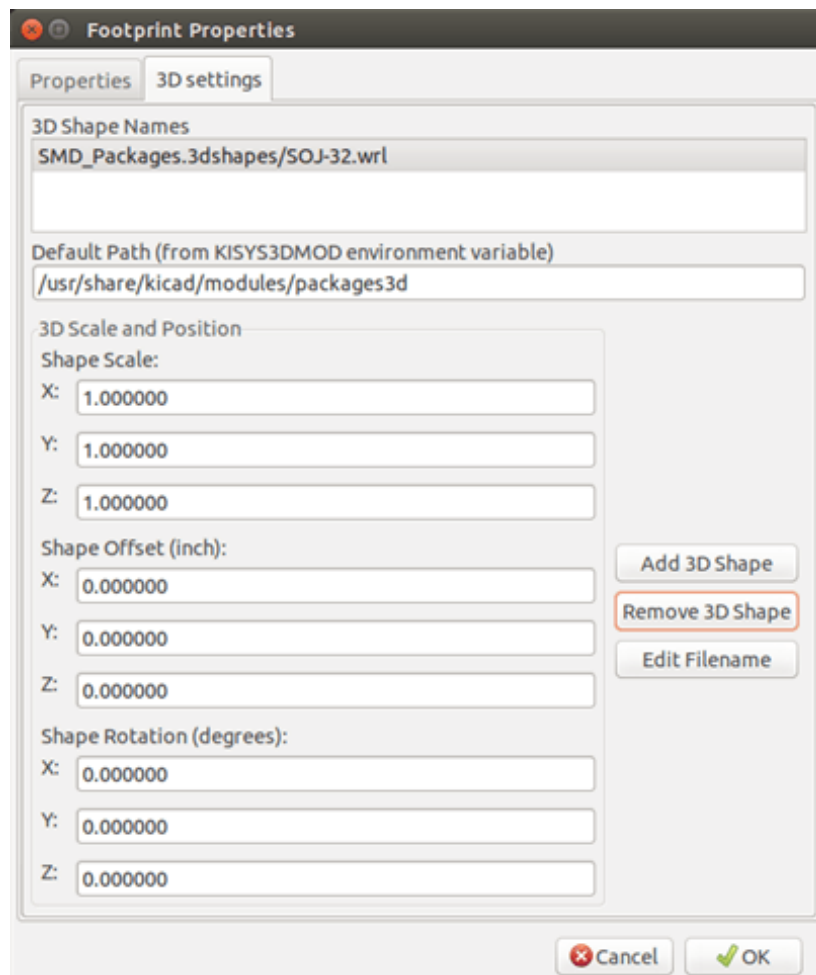 Footprint Properties
Properties
3D settings
3D Shape Names
SMD_Packages.3dshapes/SOJ-32.wrl
Default Path (from KISYS3DMOD environment variable)
/usr/share/kicad/modules/packages3d
3D Scale and Position
Shape Scale:
X: 1.000000
Y: 1.000000
Z: 1.000000
Shape Offset (inch):
X: 0.000000
Y: 0.000000
Z: 0.000000
Shape Rotation (degrees):
X: 0.000000
Y: 0.000000
Z: 0.000000
Add 3D Shape
Remove 3D Shape
Edit Filename
Cancel
OK